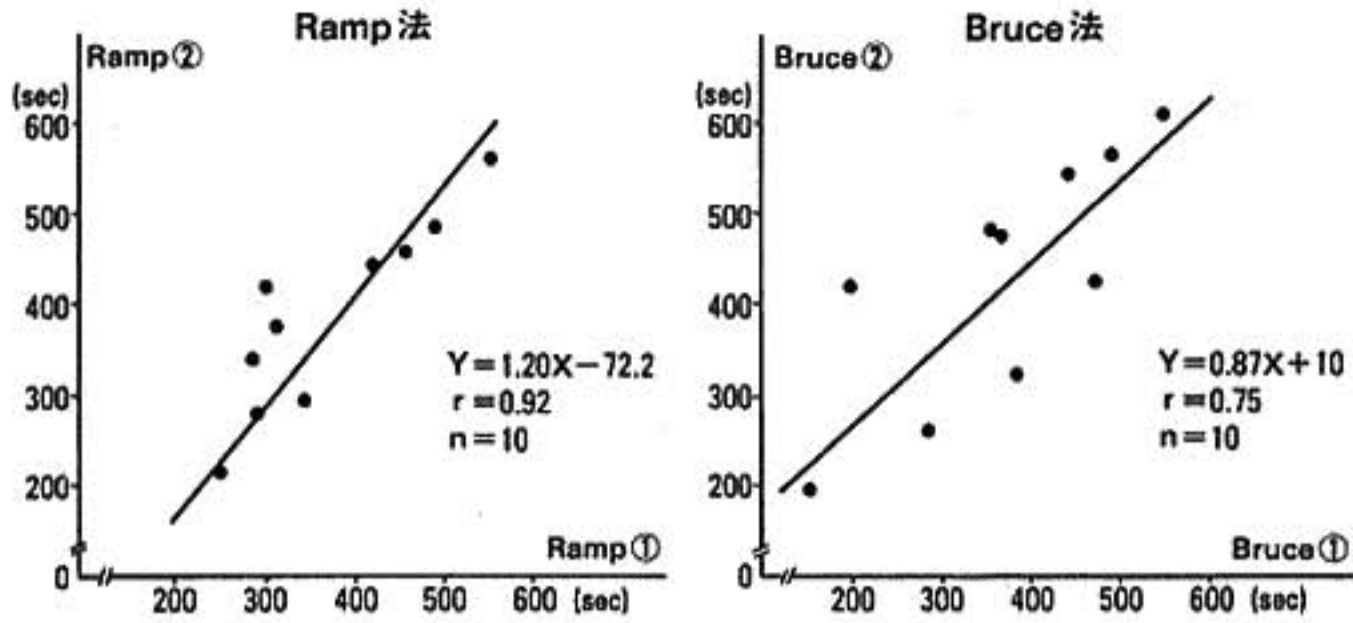 Ramp法
Ramp②
(sec)
600
500
400
300
200
0
Y=1.20X−72.2
r=0.92
n=10
Ramp①
200 300 400 500 600 (sec)
Bruce法
Bruce②
(sec)
600
500
400
300
200
0
Y=0.87X+10
r=0.75
n=10
Bruce①
200 300 400 500 600 (sec)